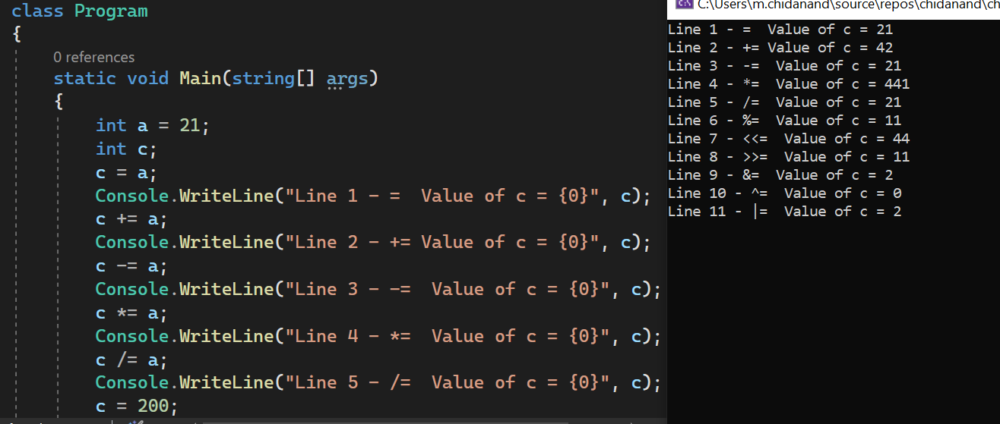 class Program
{
0 references
static void Main(string[] args)
{
int a = 21;
int c;
c = a;
Console.WriteLine("Line 1 - =  Value of c = {0}", c);
c += a;
Console.WriteLine("Line 2 - += Value of c = {0}", c);
c -= a;
Console.WriteLine("Line 3 - -=  Value of c = {0}", c);
c *= a;
Console.WriteLine("Line 4 - *=  Value of c = {0}", c);
c /= a;
Console.WriteLine("Line 5 - /=  Value of c = {0}", c);
c = 200;
C:\Users\m.chidanand\source\repos\chidanand\ch
Line 1 - =  Value of c = 21
Line 2 - += Value of c = 42
Line 3 - -=  Value of c = 21
Line 4 - *=  Value of c = 441
Line 5 - /=  Value of c = 21
Line 6 - %=  Value of c = 11
Line 7 - <<=  Value of c = 44
Line 8 - >>=  Value of c = 11
Line 9 - &=  Value of c = 2
Line 10 - ^=  Value of c = 0
Line 11 - |=  Value of c = 2